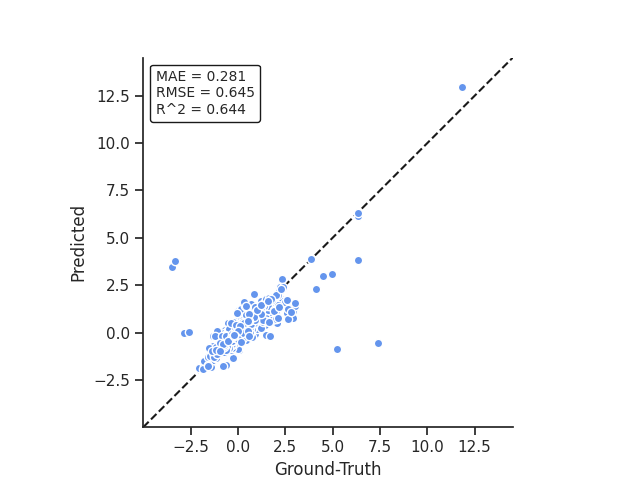 MAE = 0.281
RMSE = 0.645
R^2 = 0.644
12.5
10.0
7.5
5.0
2.5
0.0
−2.5
Predicted
−2.5 0.0 2.5 5.0 7.5 10.0 12.5
Ground-Truth